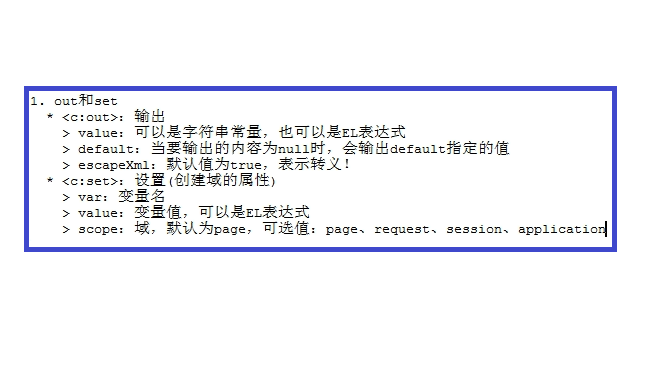 1. out和set
* <c:out>：输出
> value：可以是字符串常量，也可以是EL表达式
> default：当要输出的内容为null时，会输出default指定的值
> escapeXml：默认值为true，表示转义！
* <c:set>：设置(创建域的属性)
> var：变量名
> value：变量值，可以是EL表达式
> scope：域，默认为page，可选值：page、request、session、application